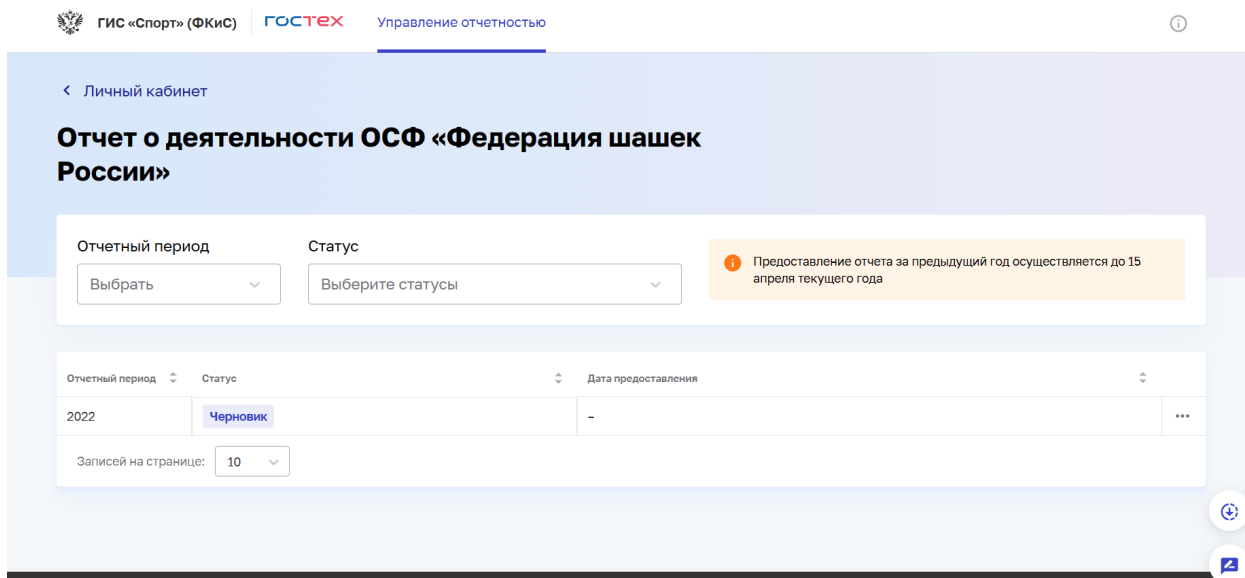 ГИС «Спорт» (ФКиС)
ГОСТЕХ
Управление отчетностью
Личный кабинет
Отчет о деятельности ОСФ «Федерация шашек
России»
Отчетный период
Статус
Выбрать
Выберите статусы
Предоставление отчета за предыдущий год осуществляется до 15
апреля текущего года
Отчетный период
Статус
Дата предоставления
2022
Черновик
–
Записей на странице:
10